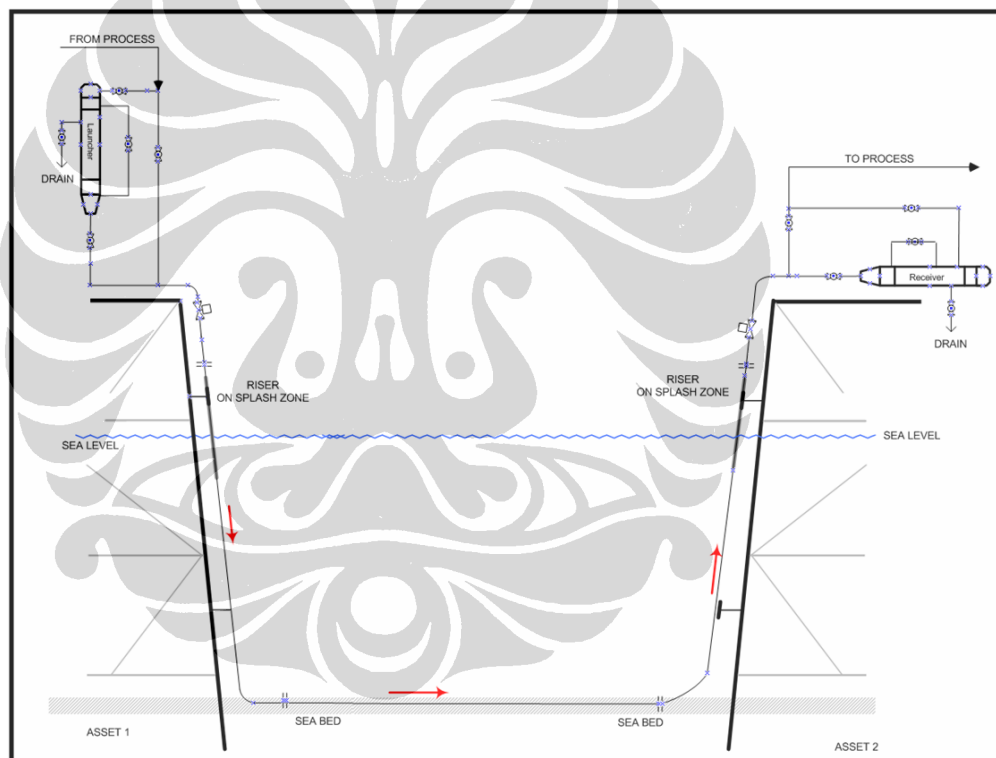 FROM PROCESS
Launcher
DRAIN
TO PROCESS
Receiver
DRAIN
RISER
ON SPLASH ZONE
RISER
ON SPLASH ZONE
SEA LEVEL
SEA LEVEL
SEA BED
SEA BED
ASSET 1
ASSET 2